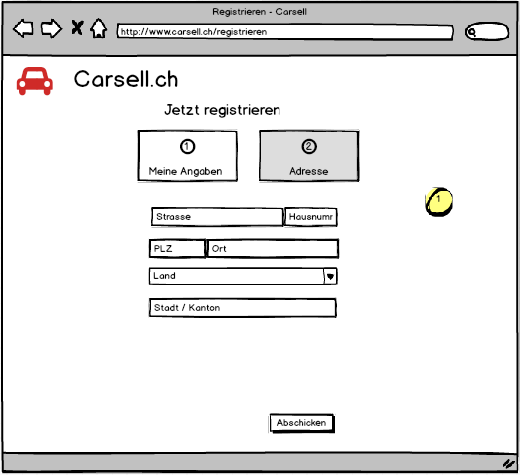 Registrieren - Carsell
http://www.carsell.ch/registrieren
Carsell.ch
Jetzt registrieren
1 2
Meine Angaben Adresse
1
Strasse Hausnumr
PLZ Ort
Land
Stadt / Kanton
Abschicken